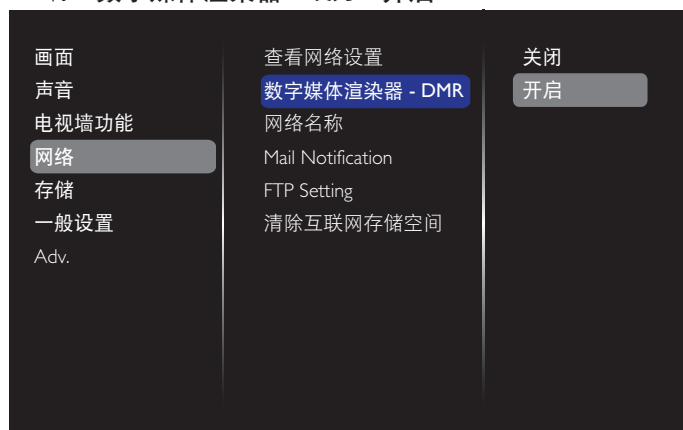 画面
声音
电视墙功能
网络
存储
一般设置
Adv.
查看网络设置
数字媒体渲染器 - DMR
网络名称
Mail Notification
FTP Setting
清除互联网存储空间
关闭
开启